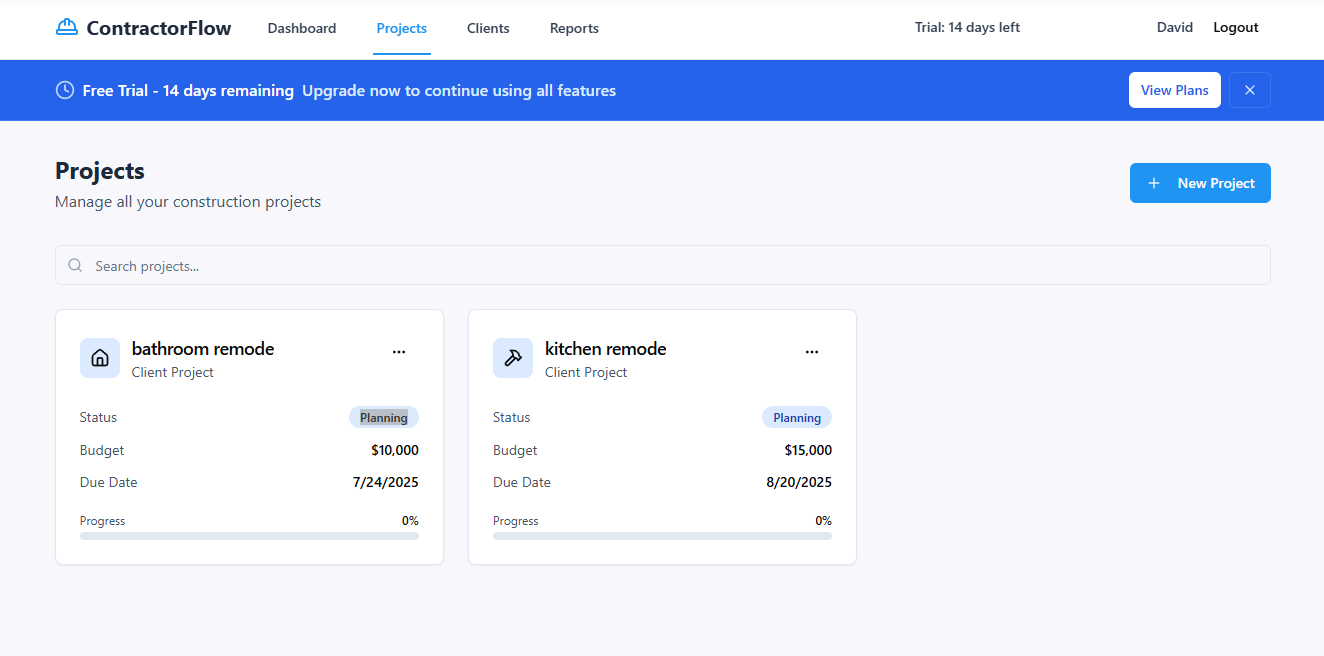 ContractorFlow Dashboard Projects Clients Reports Trial: 14 days left David Logout
Free Trial - 14 days remaining Upgrade now to continue using all features View Plans
Projects
Manage all your construction projects
New Project
Search projects...
bathroom remode
Client Project
Status Planning
Budget $10,000
Due Date 7/24/2025
Progress 0%
kitchen remode
Client Project
Status Planning
Budget $15,000
Due Date 8/20/2025
Progress 0%